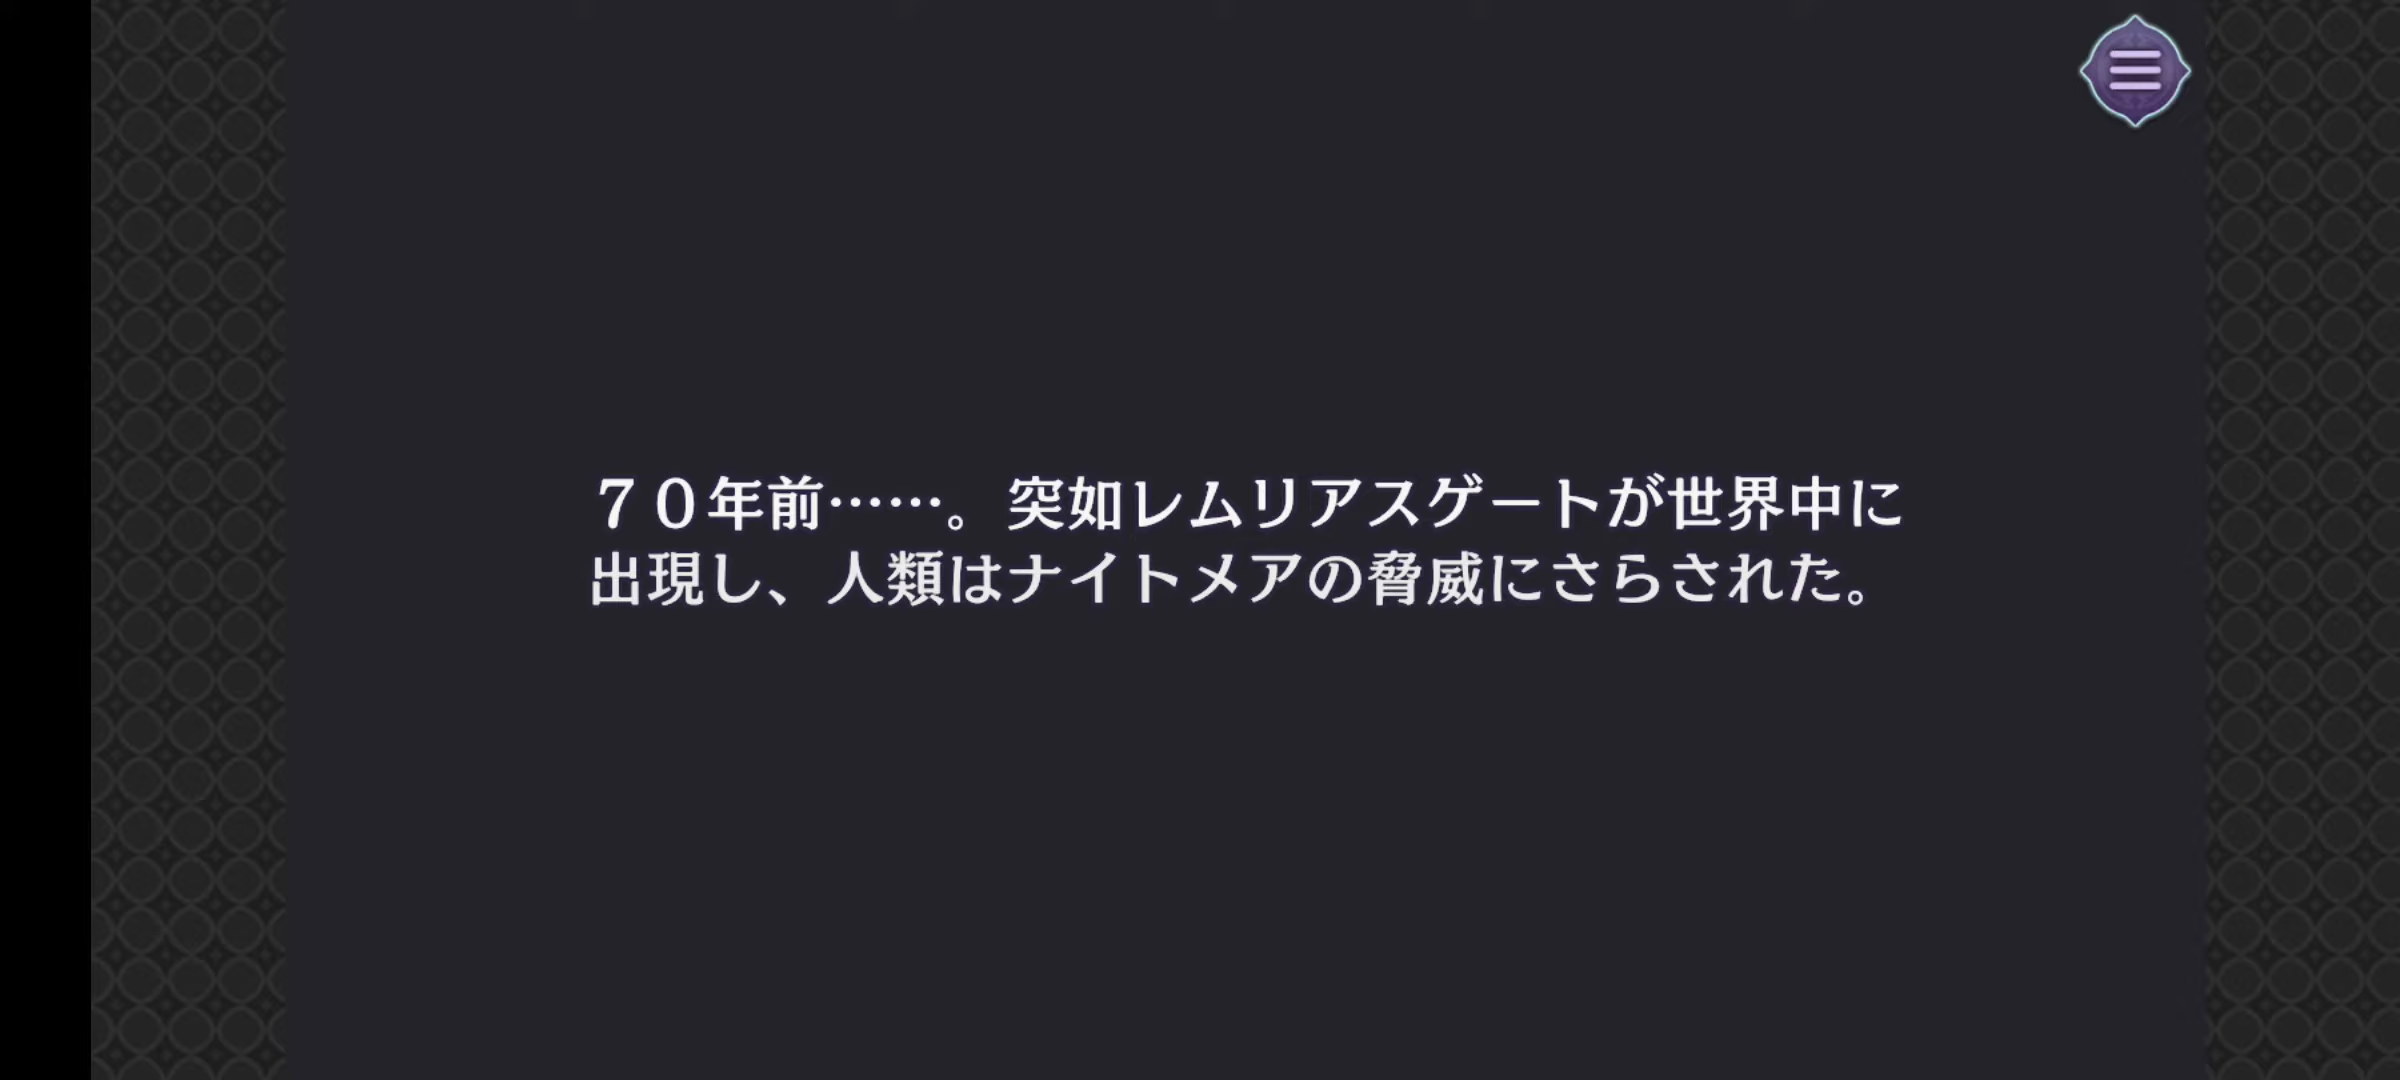 ７０年前……。突如レムリアスゲートが世界中に
出現し、人類はナイトメアの脅威にさらされた。